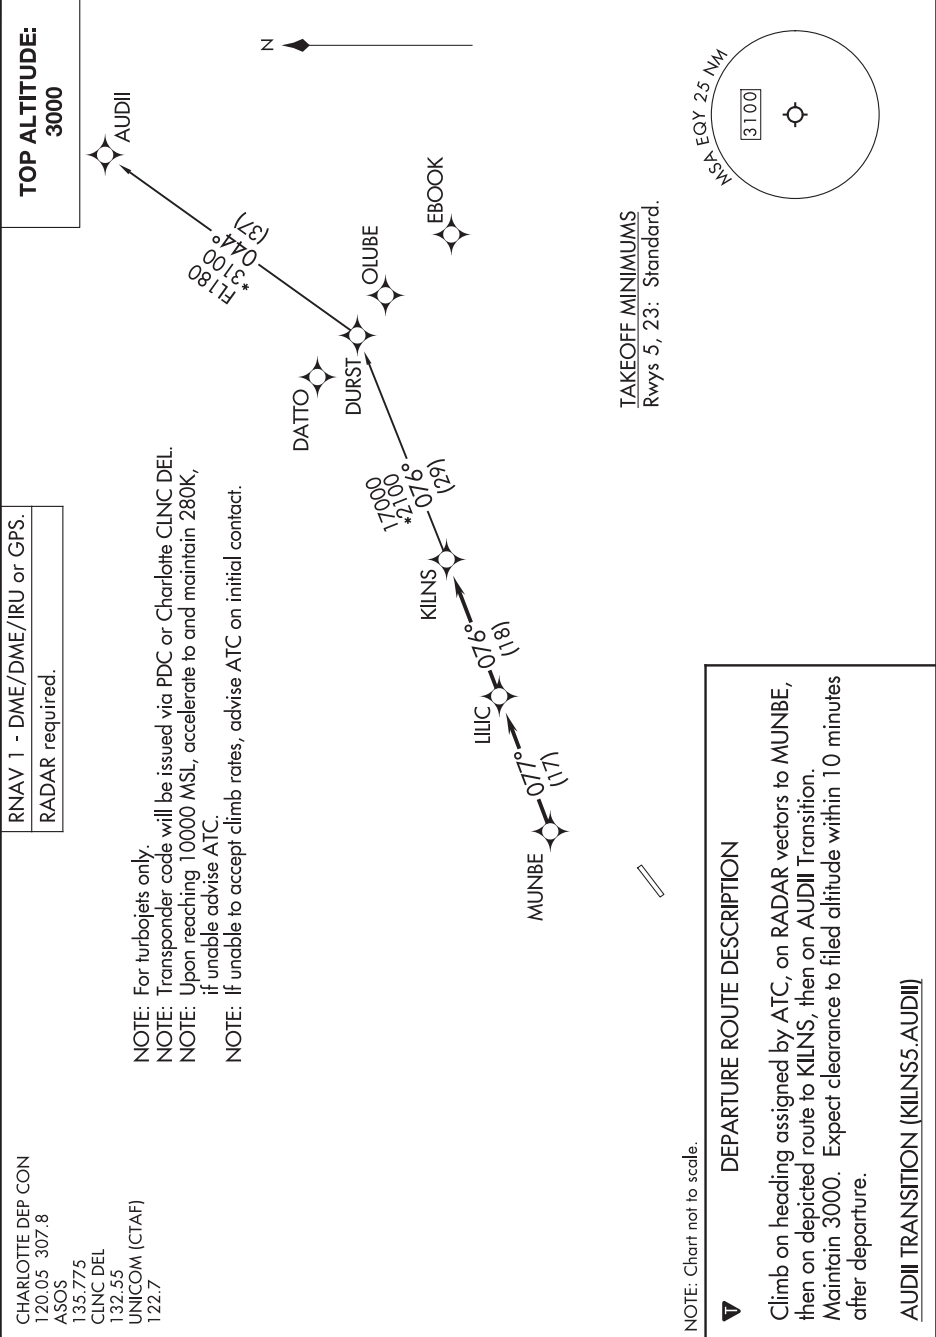 CHARLOTTE DEP CON
120.05 307.8
ASOS
135.775
CLNC DEL
132.55
UNICOM (CTAF)
122.7
RNAV 1 - DME/DME/IRU or GPS.
RADAR required.
TOP ALTITUDE:
3000
NOTE: For turbojets only.
NOTE: Transponder code will be issued via PDC or Charlotte CLNC DEL.
NOTE: Upon reaching 10000 MSL, accelerate to and maintain 280K,
if unable advise ATC.
NOTE: If unable to accept climb rates, advise ATC on initial contact.
N
AUDII
FL180
*3100
044°
(37)
OLUBE
EBOOK
DATTO
DURST
17000
*2100
076°
(29)
KILNS
076°
(18)
LILIC
077°
(17)
MUNBE
TAKEOFF MINIMUMS
Rwys 5, 23: Standard.
MSA EQY 25 NM
3100
NOTE: Chart not to scale.
T
DEPARTURE ROUTE DESCRIPTION
Climb on heading assigned by ATC, on RADAR vectors to MUNBE,
then on depicted route to KILNS, then on AUDII Transition.
Maintain 3000. Expect clearance to filed altitude within 10 minutes
after departure.
AUDII TRANSITION (KILNS5.AUDII)